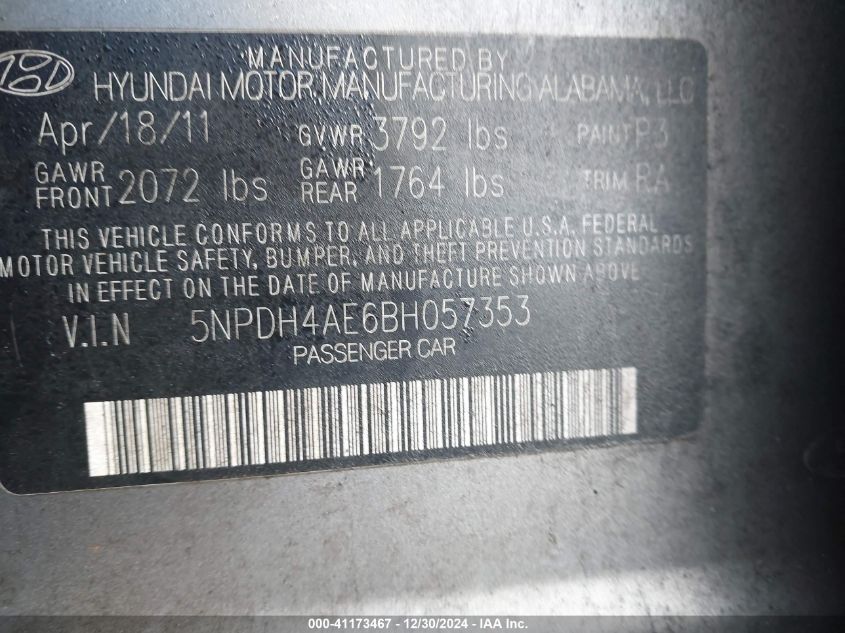 MANUFACTURED BY
HYUNDAI MOTOR MANUFACTURING ALABAMA, LLC
Apr/18/11 GVWR 3792 lbs PAINT P3
GAWR FRONT 2072 lbs GAWR REAR 1764 lbs TRIM RA
THIS VEHICLE CONFORMS TO ALL APPLICABLE U.S.A. FEDERAL
MOTOR VEHICLE SAFETY, BUMPER, AND THEFT PREVENTION STANDARDS
IN EFFECT ON THE DATE OF MANUFACTURE SHOWN ABOVE
V.I.N 5NPDH4AE6BH057353
PASSENGER CAR
000-41173467 - 12/30/2024 - IAA Inc.